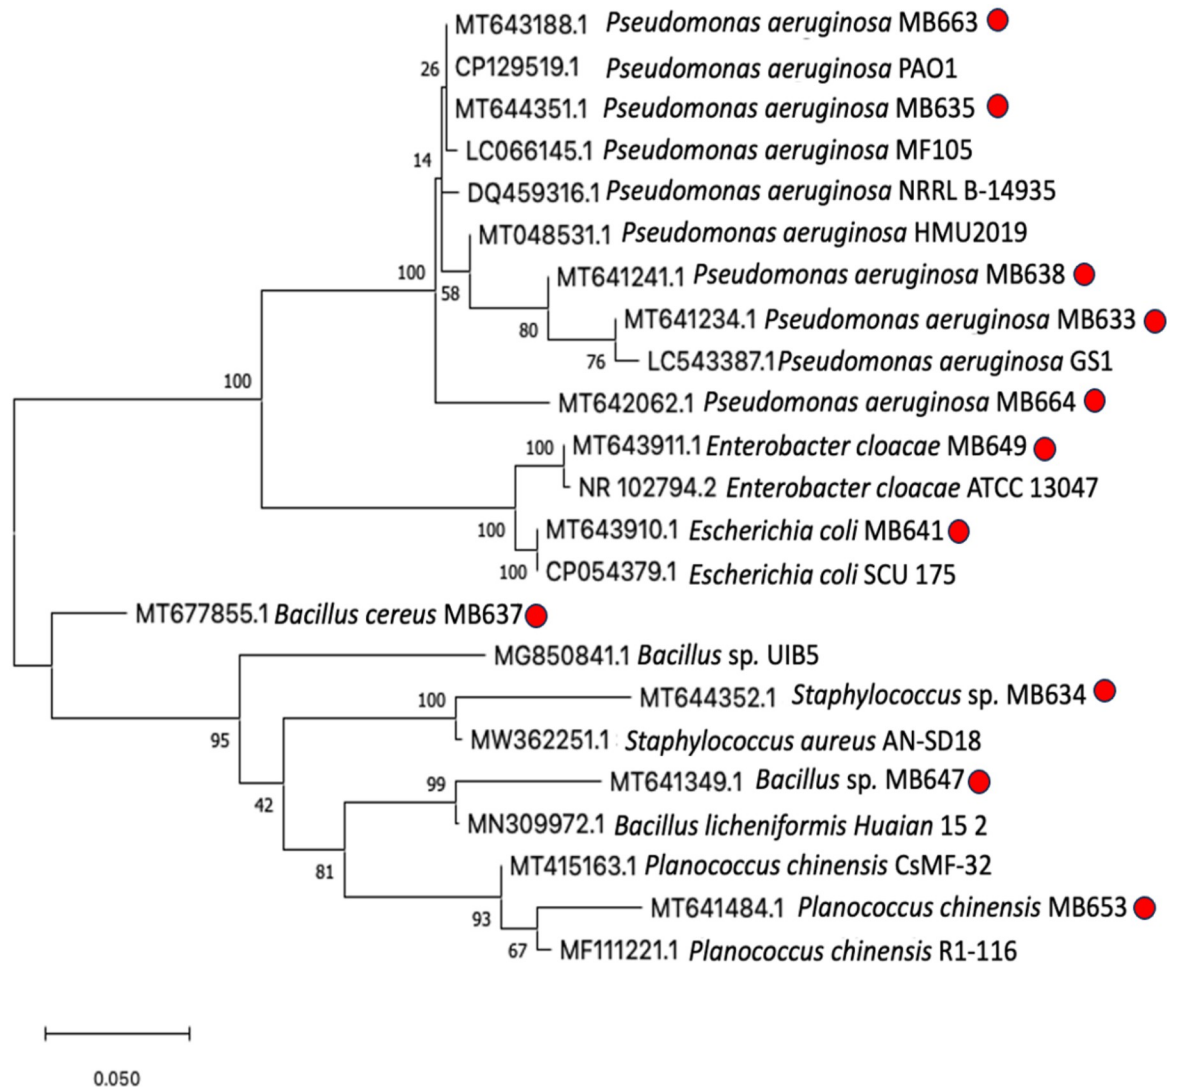 MT643188.1 Pseudomonas aeruginosa MB663
26 CP129519.1 Pseudomonas aeruginosa PAO1
MT644351.1 Pseudomonas aeruginosa MB635
14 LC066145.1 Pseudomonas aeruginosa MF105
DQ459316.1 Pseudomonas aeruginosa NRRL B-14935
MT048531.1 Pseudomonas aeruginosa HMU2019
100 MT641241.1 Pseudomonas aeruginosa MB638
58
MT641234.1 Pseudomonas aeruginosa MB633
80
76 LC543387.1 Pseudomonas aeruginosa GS1
100
MT642062.1 Pseudomonas aeruginosa MB664
100 MT643911.1 Enterobacter cloacae MB649
NR 102794.2 Enterobacter cloacae ATCC 13047
100 MT643910.1 Escherichia coli MB641
100 CP054379.1 Escherichia coli SCU 175
MT677855.1 Bacillus cereus MB637
MG850841.1 Bacillus sp. UIB5
100 MT644352.1 Staphylococcus sp. MB634
95 MW362251.1 Staphylococcus aureus AN-SD18
99 MT641349.1 Bacillus sp. MB647
42
MN309972.1 Bacillus licheniformis Huaian 15 2
81 MT415163.1 Planococcus chinensis CsMF-32
93 MT641484.1 Planococcus chinensis MB653
67 MF111221.1 Planococcus chinensis R1-116
0.050